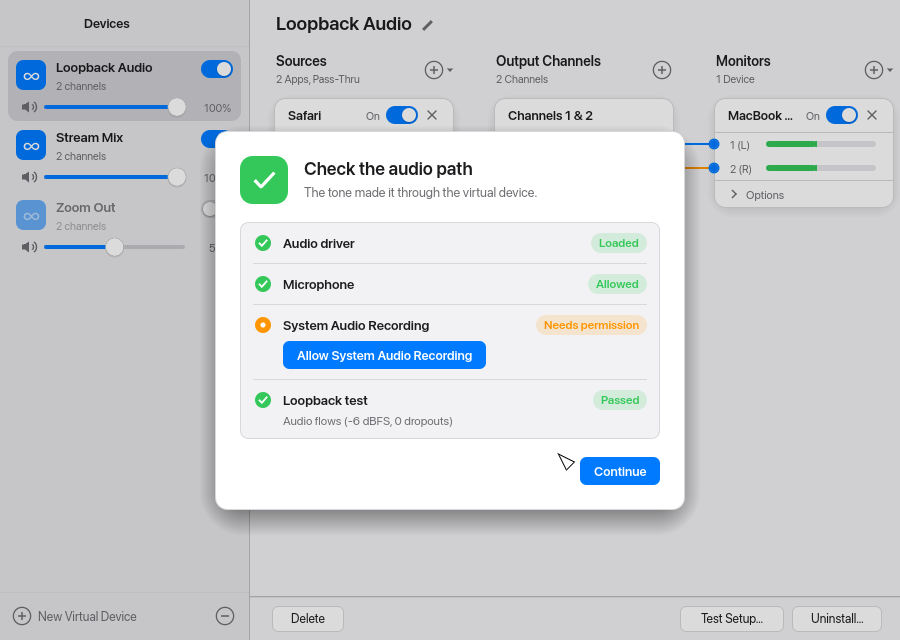 Devices
Loopback Audio
2 channels
100%
Stream Mix
2 channels
10
Zoom Out
2 channels
5
New Virtual Device
Loopback Audio
Sources
2 Apps, Pass-Thru
Output Channels
2 Channels
Monitors
1 Device
Safari
On
Channels 1 & 2
MacBook ...
On
1 (L)
2 (R)
Options
Check the audio path
The tone made it through the virtual device.
Audio driver
Loaded
Microphone
Allowed
System Audio Recording
Needs permission
Allow System Audio Recording
Loopback test
Passed
Audio flows (-6 dBFS, 0 dropouts)
Continue
Delete
Test Setup...
Uninstall...